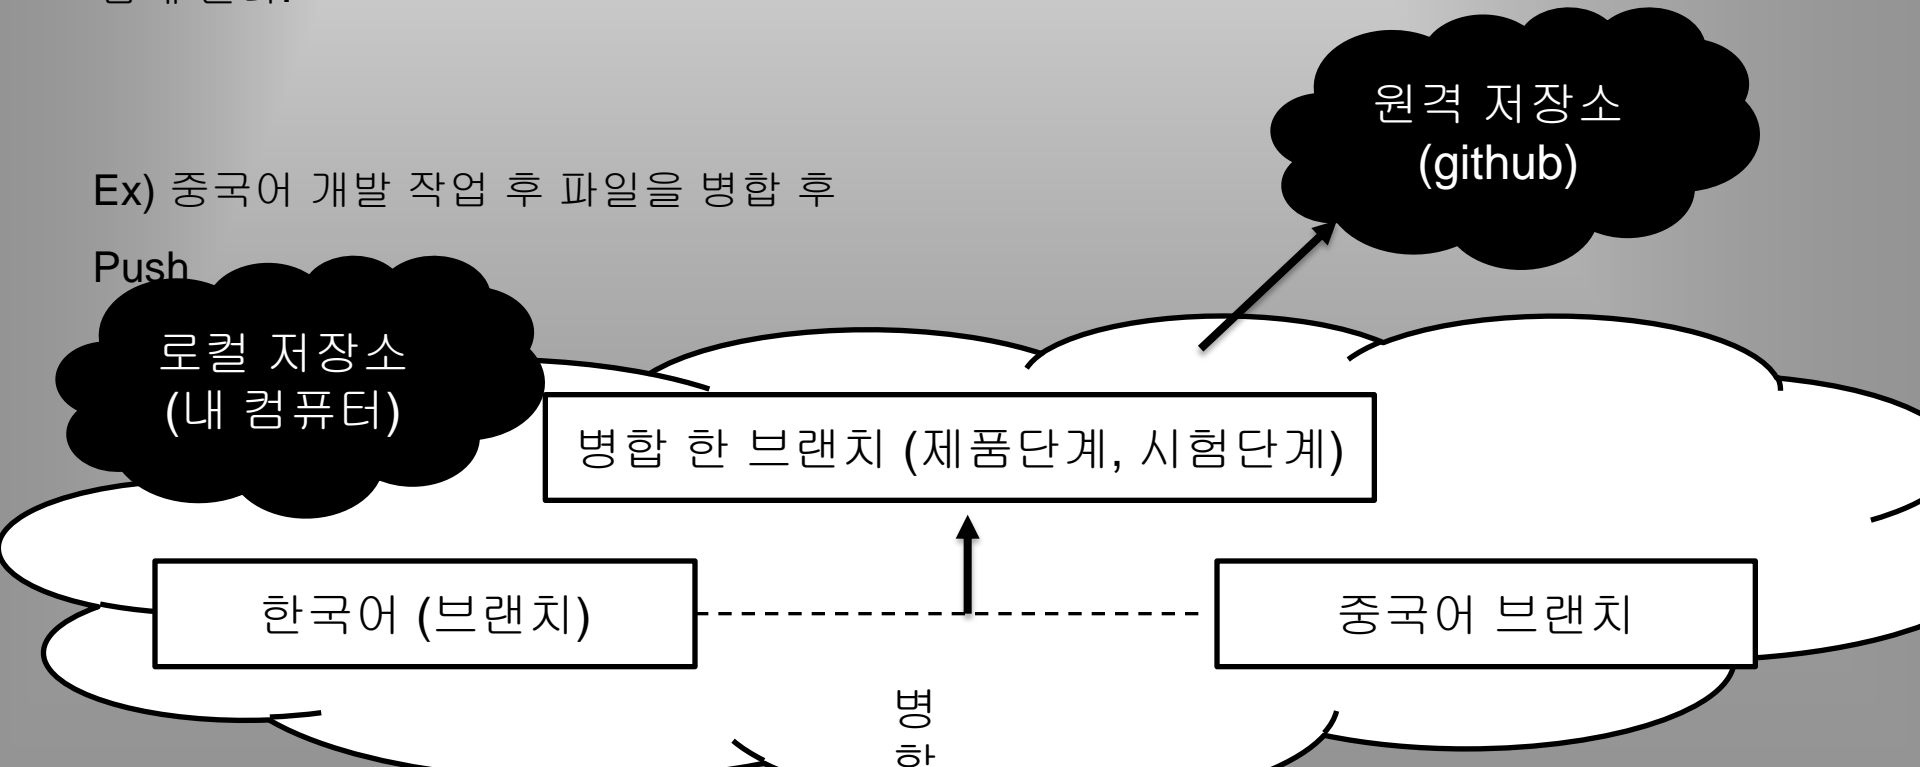 Ex) 중국어 개발 작업 후 파일을 병합 후
Push
원격 저장소
(github)
로컬 저장소
(내 컴퓨터)
병합 한 브랜치 (제품단계, 시험단계)
한국어 (브랜치)
중국어 브랜치
병
합